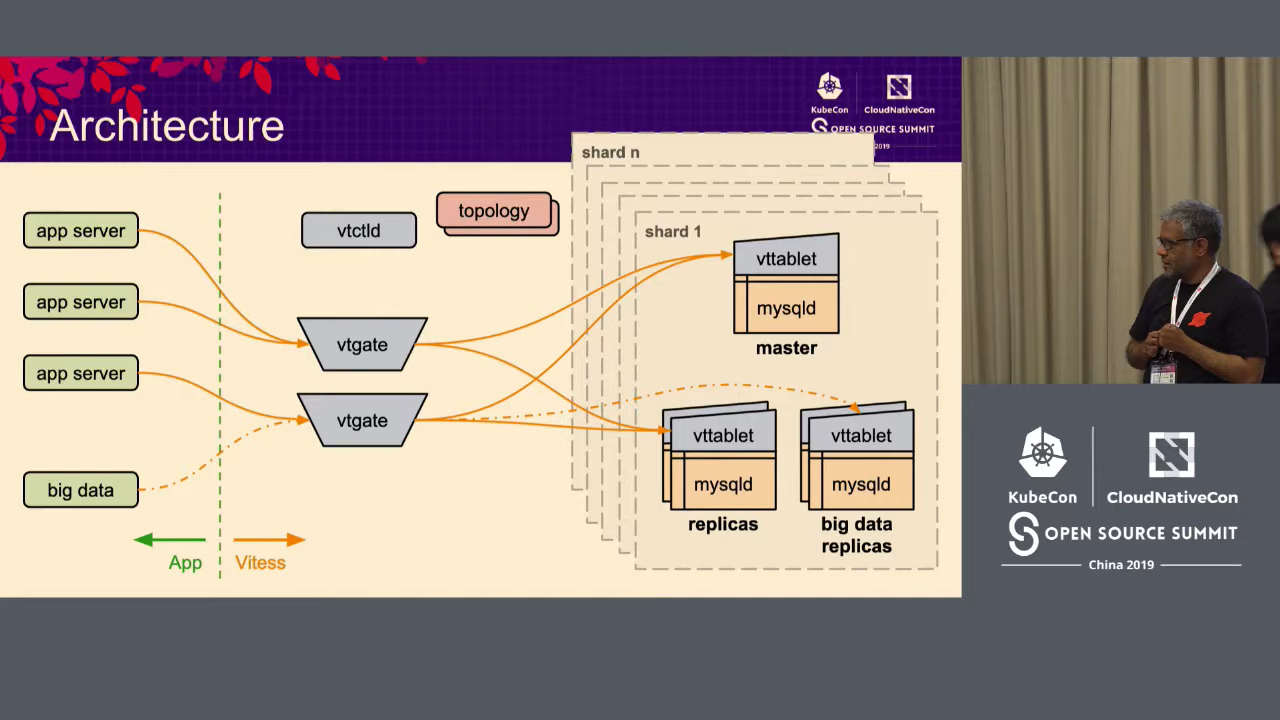 Architecture
KubeCon
CloudNativeCon
OPEN SOURCE SUMMIT
2019
shard n
app server
vtctld
topology
shard 1
vttablet
mysqld
master
app server
vtgate
app server
vtgate
vttablet
mysqld
replicas
vttablet
mysqld
big data
replicas
big data
App
Vitess
KubeCon
CloudNativeCon
OPEN SOURCE SUMMIT
China 2019